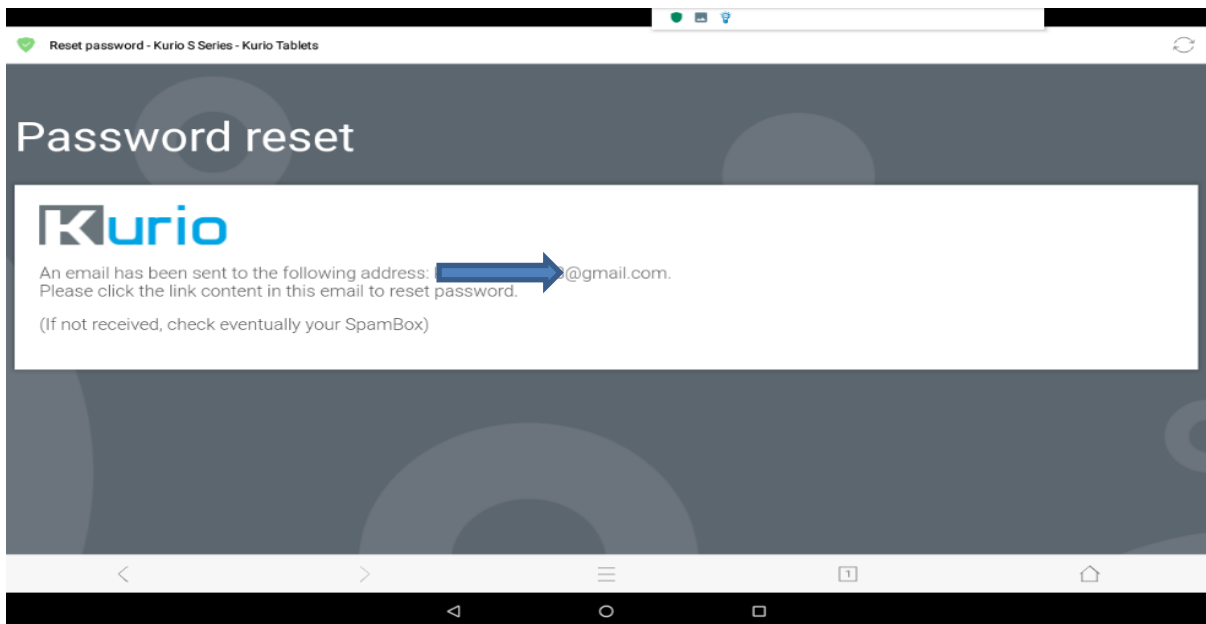 Reset password - Kurio S Series - Kurio Tablets
Password reset
Kurio
An email has been sent to the following address: 3@gmail.com.
Please click the link content in this email to reset password.
(If not received, check eventually your SpamBox)
1